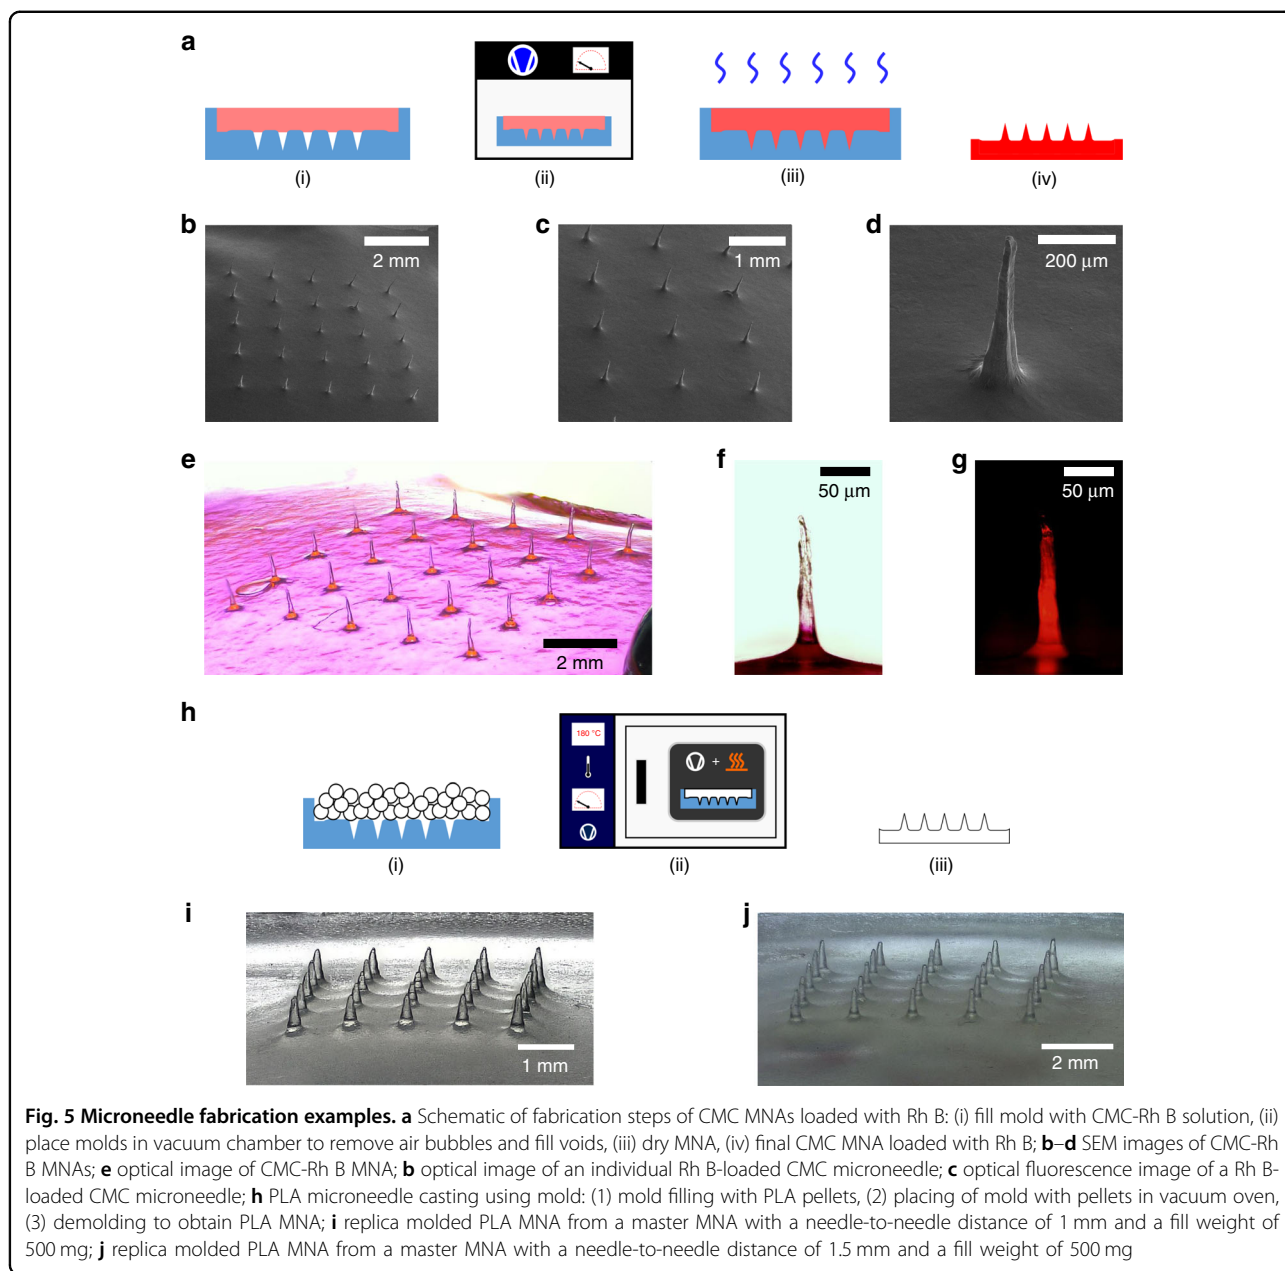 a
(i)
(ii)
(iii)
(iv)
b
2 mm
c
1 mm
d
200 μm
e
2 mm
f
50 μm
g
50 μm
h
180 °C
+
(i)
(ii)
(iii)
i
1 mm
j
2 mm
Fig. 5 Microneedle fabrication examples. a Schematic of fabrication steps of CMC MNAs loaded with Rh B: (i) fill mold with CMC-Rh B solution, (ii)
place molds in vacuum chamber to remove air bubbles and fill voids, (iii) dry MNA, (iv) final CMC MNA loaded with Rh B; b–d SEM images of CMC-Rh
B MNAs; e optical image of CMC-Rh B MNA; b optical image of an individual Rh B-loaded CMC microneedle; c optical fluorescence image of a Rh B-
loaded CMC microneedle; h PLA microneedle casting using mold: (1) mold filling with PLA pellets, (2) placing of mold with pellets in vacuum oven,
(3) demolding to obtain PLA MNA; i replica molded PLA MNA from a master MNA with a needle-to-needle distance of 1 mm and a fill weight of
500 mg; j replica molded PLA MNA from a master MNA with a needle-to-needle distance of 1.5 mm and a fill weight of 500 mg